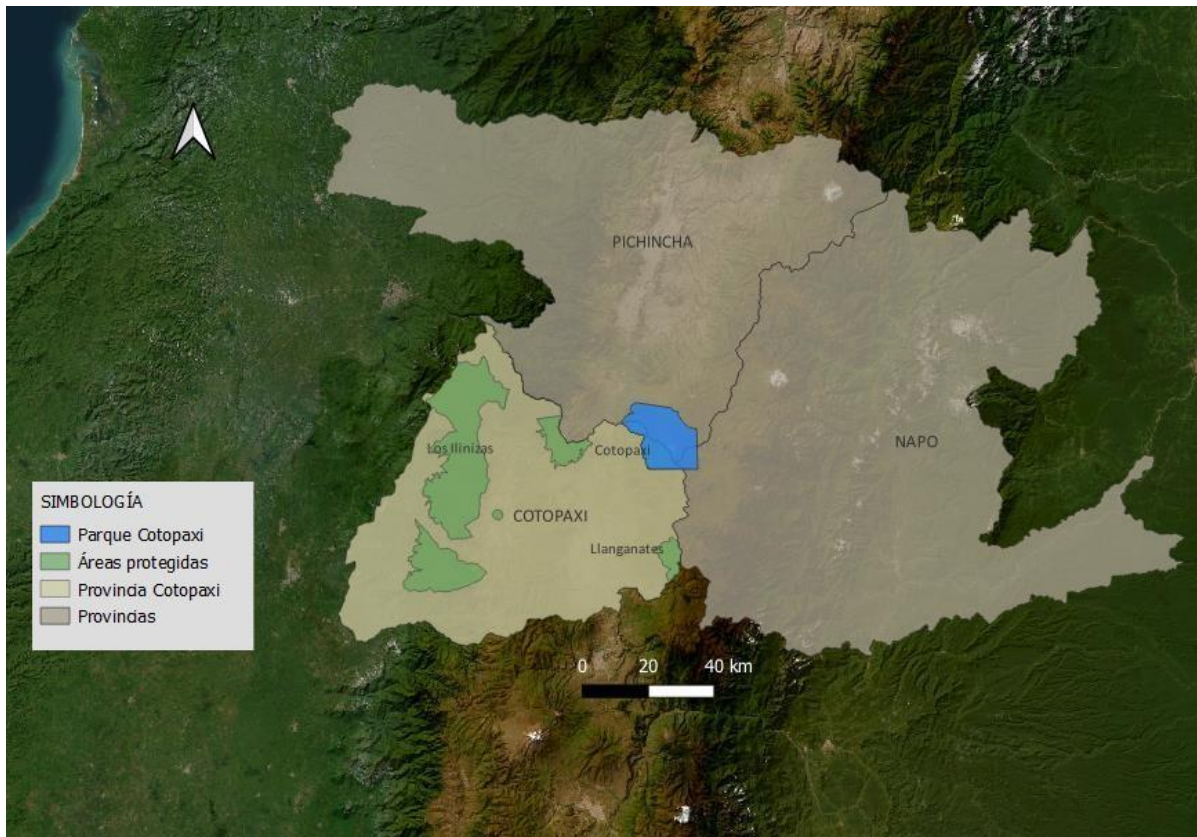 PICHINCHA
NAPO
Los Ilinizas
Cotopaxi
COTOPAXI
Llanganates
SIMBOLOGÍA
Parque Cotopaxi
Áreas protegidas
Provincia Cotopaxi
Provincias
0 20 40 km